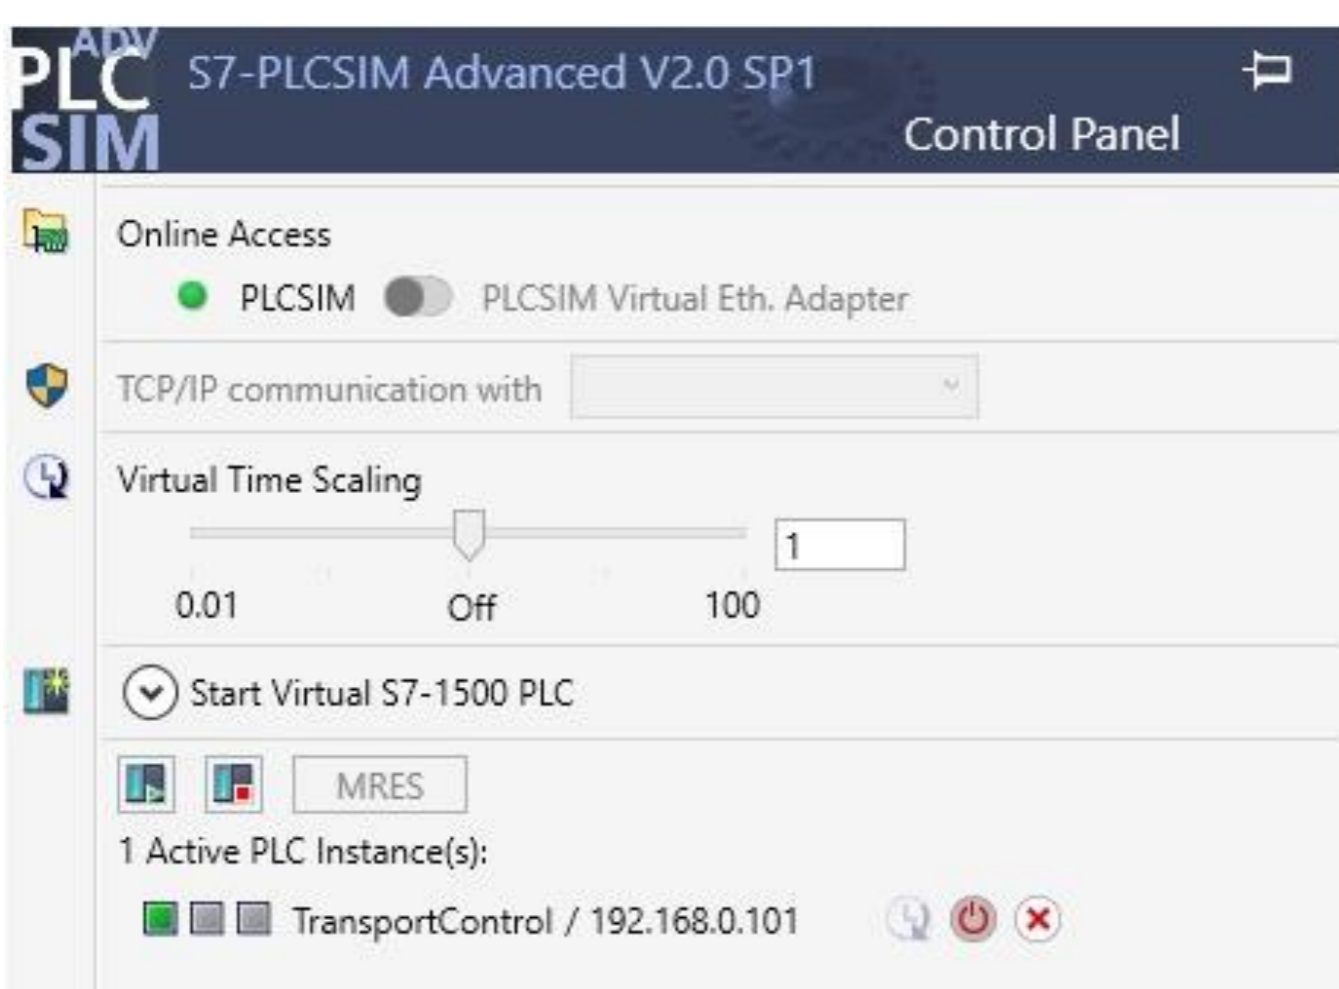 ADV
PLC
SIM
S7-PLCSIM Advanced V2.0 SP1
Control Panel
Online Access
PLCSIM PLCSIM Virtual Eth. Adapter
TCP/IP communication with
Virtual Time Scaling
1
0.01 Off 100
Start Virtual S7-1500 PLC
MRES
1 Active PLC Instance(s):
TransportControl / 192.168.0.101